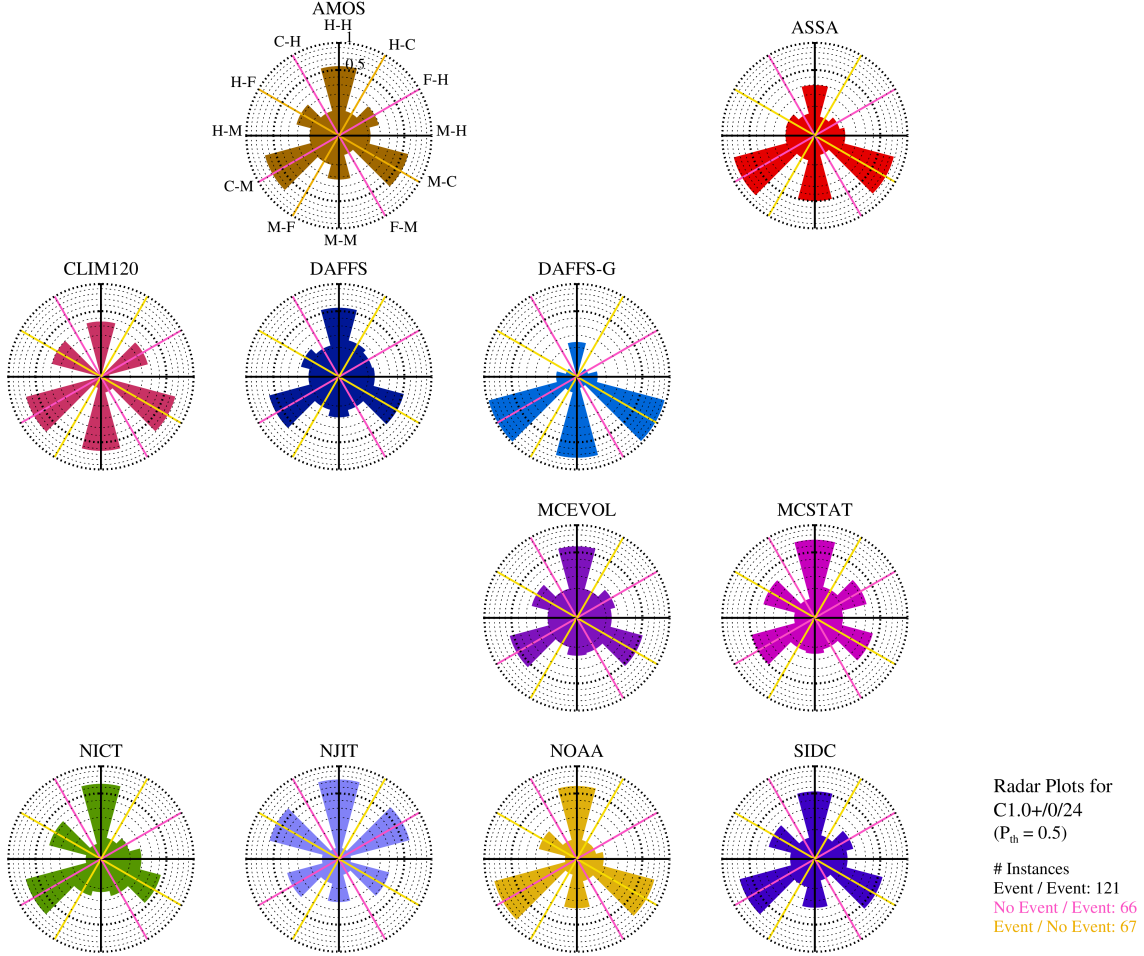 AMOS
H-H
1
0.5
C-H
H-C
H-F
F-H
H-M
M-H
C-M
M-C
M-F
F-M
M-M
ASSA
CLIM120
DAFFS
DAFFS-G
MCEVOL
MCSTAT
NICT
NJIT
NOAA
SIDC
Radar Plots for
C1.0+/0/24
(Pth = 0.5)
# Instances
Event / Event: 121
No Event / Event: 66
Event / No Event: 67